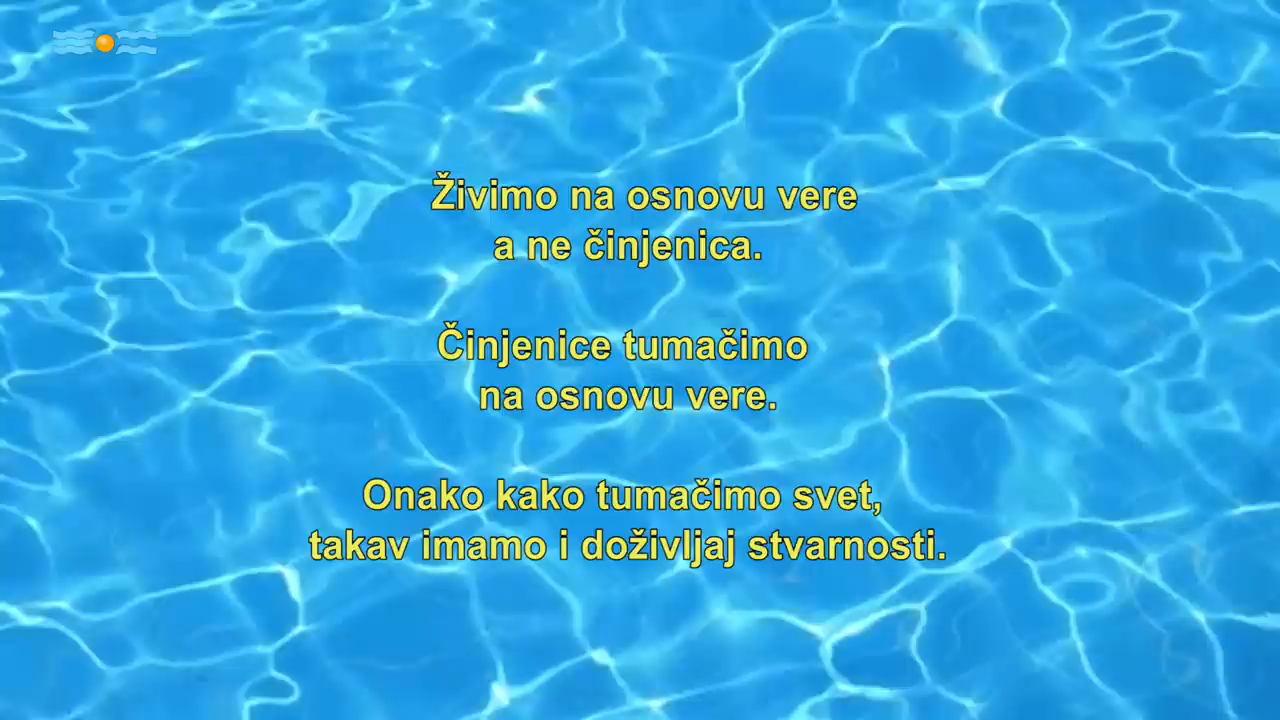 Živimo na osnovu vere
a ne činjenica.
Činjenice tumačimo
na osnovu vere.
Onako kako tumačimo svet,
takav imamo i doživljaj stvarnosti.